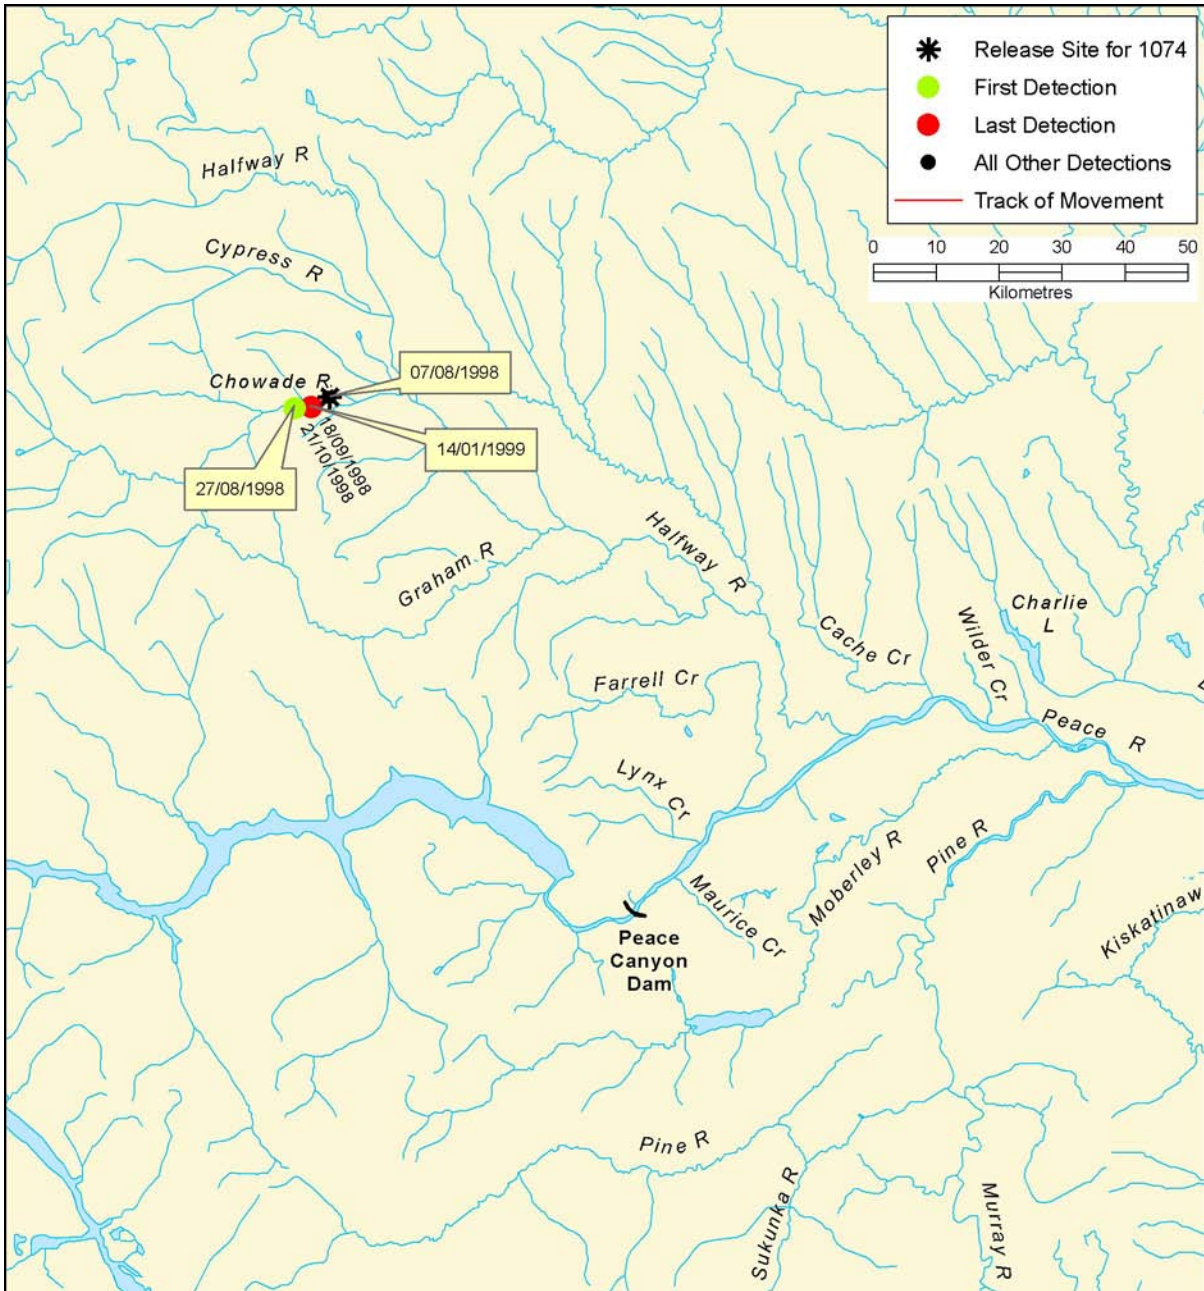 Release Site for 1074
First Detection
Last Detection
All Other Detections
Track of Movement
0 10 20 30 40 50
Kilometres
Halfway R
Cypress R
Chowade R
07/08/1998
18/09/1998
21/10/1998
14/01/1999
27/08/1998
Graham R
Halfway R
Cache Cr
Wilder Cr
Charlie
L
Farrell Cr
Peace R
Lynx Cr
Maurice Cr
Moberley R
Pine R
Kiskatinaw
Peace
Canyon
Dam
Pine R
Sukunka R
Murray R